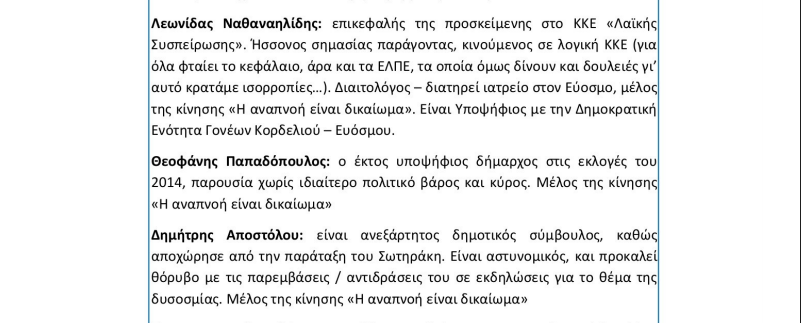 Λεωνίδας Ναθαναηλίδης: επικεφαλής της προσκείμενης στο ΚΚΕ «Λαϊκής
Συσπείρωσης». Ήσσονος σημασίας παράγοντας, κινούμενος σε λογική ΚΚΕ (για
όλα φταίει το κεφάλαιο, άρα και τα ΕΛΠΕ, τα οποία όμως δίνουν και δουλειές γι’
αυτό κρατάμε ισορροπίες…). Διαιτολόγος – διατηρεί ιατρείο στον Εύοσμο, μέλος
της κίνησης «Η αναπνοή είναι δικαίωμα». Είναι Υποψήφιος με την Δημοκρατική
Ενότητα Γονέων Κορδελιού – Ευόσμου.
Θεοφάνης Παπαδόπουλος: ο έκτος υποψήφιος δήμαρχος στις εκλογές του
2014, παρουσία χωρίς ιδιαίτερο πολιτικό βάρος και κύρος. Μέλος της κίνησης
«Η αναπνοή είναι δικαίωμα»
Δημήτρης Αποστόλου: είναι ανεξάρτητος δημοτικός σύμβουλος, καθώς
αποχώρησε από την παράταξη του Σωτηράκη. Είναι αστυνομικός, και προκαλεί
θόρυβο με τις παρεμβάσεις / αντιδράσεις του σε εκδηλώσεις για το θέμα της
δυσοσμίας. Μέλος της κίνησης «Η αναπνοή είναι δικαίωμα»